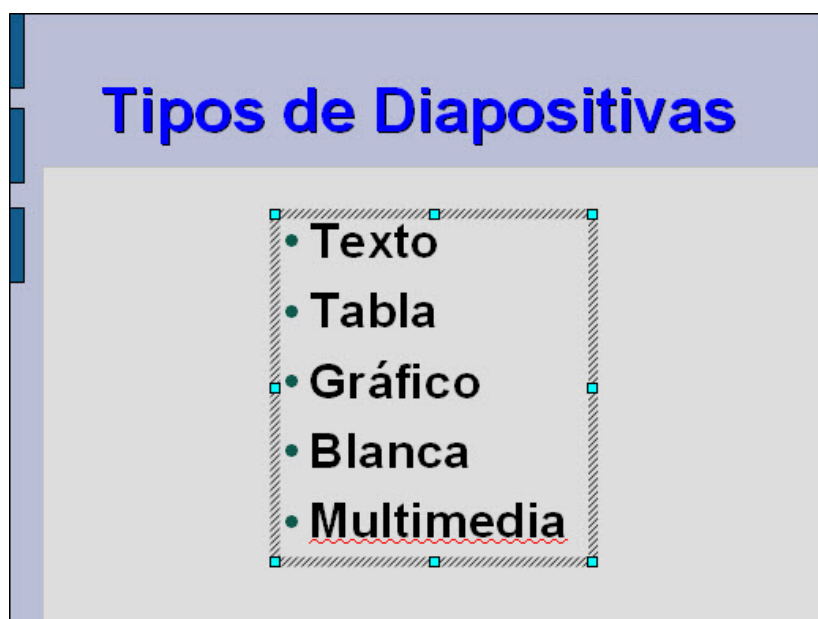 Tipos de Diapositivas
• Texto
• Tabla
• Gráfico
• Blanca
• Multimedia